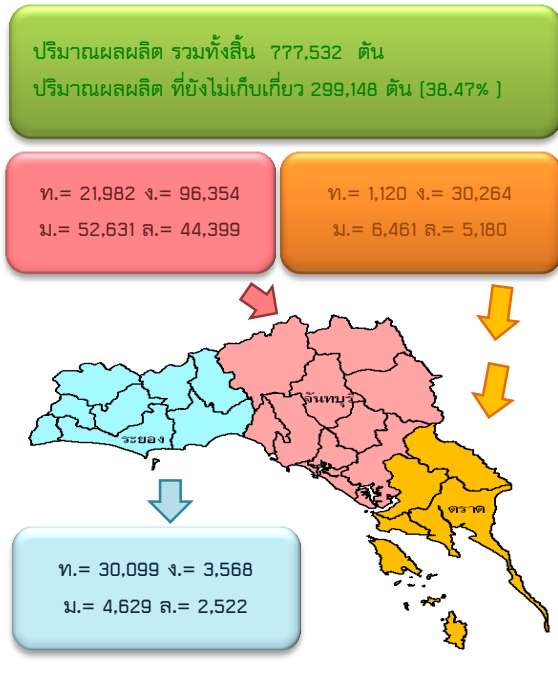 ปริมาณผลผลิต รวมทั้งสิ้น 777,532 ตัน
ปริมาณผลผลิต ที่ยังไม่เก็บเกี่ยว 299,148 ตัน (38.47% )
ท.= 21,982 ง.= 96,354
ม.= 52,631 ล.= 44,399
ท.= 1,120 ง.= 30,264
ม.= 6,461 ล.= 5,180
จันทบุรี
ระยอง
ตราด
ท.= 30,099 ง.= 3,568
ม.= 4,629 ล.= 2,522